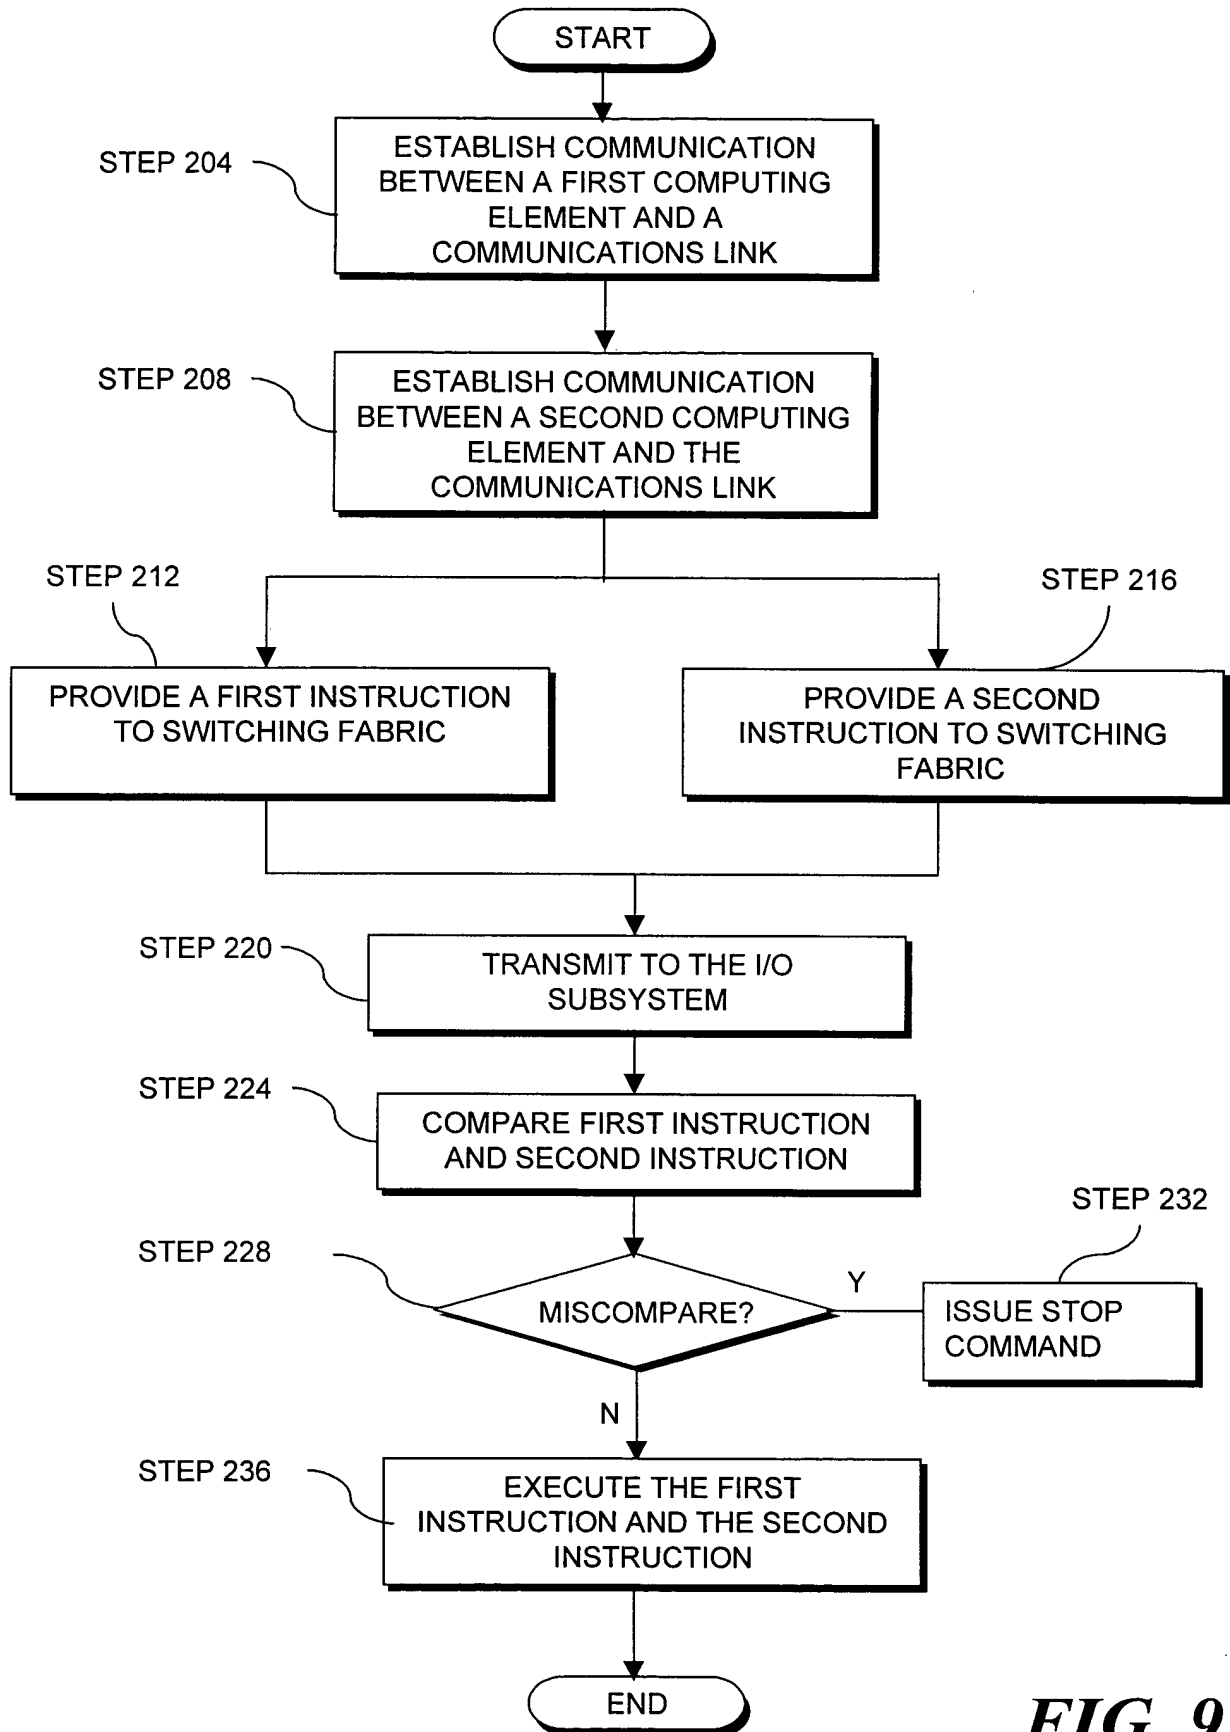 START
STEP 204
ESTABLISH COMMUNICATION
BETWEEN A FIRST COMPUTING
ELEMENT AND A
COMMUNICATIONS LINK
STEP 208
ESTABLISH COMMUNICATION
BETWEEN A SECOND COMPUTING
ELEMENT AND THE
COMMUNICATIONS LINK
STEP 212
STEP 216
PROVIDE A FIRST INSTRUCTION
TO SWITCHING FABRIC
PROVIDE A SECOND
INSTRUCTION TO SWITCHING
FABRIC
STEP 220
TRANSMIT TO THE I/O
SUBSYSTEM
STEP 224
COMPARE FIRST INSTRUCTION
AND SECOND INSTRUCTION
STEP 232
STEP 228
MISCOMPARE?
Y
ISSUE STOP
COMMAND
N
STEP 236
EXECUTE THE FIRST
INSTRUCTION AND THE SECOND
INSTRUCTION
END
FIG. 9